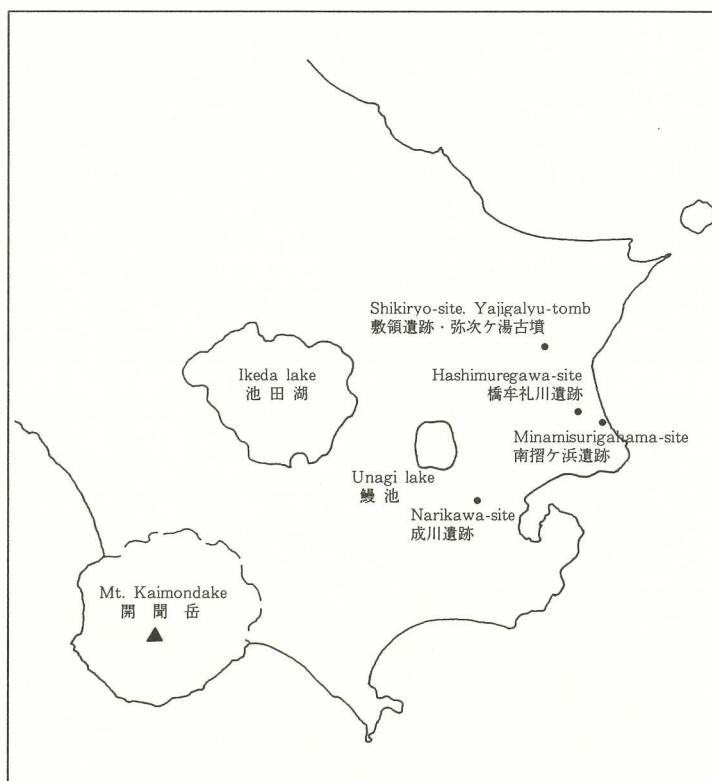 Shikiryo-site. Yajigalyu-tomb
敷領遺跡・弥次ケ湯古墳
Ikeda lake
池田湖
Hashimuregawa-site
橋牟礼川遺跡
Minamisurigahama-site
南摺ケ浜遺跡
Unagi lake
鰻池
Narikawa-site
成川遺跡
Mt. Kaimondake
開聞岳